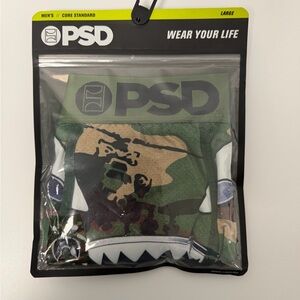 MEN'S // CORE STANDARD
LARGE
PSD
WEAR YOUR LIFE
PSD